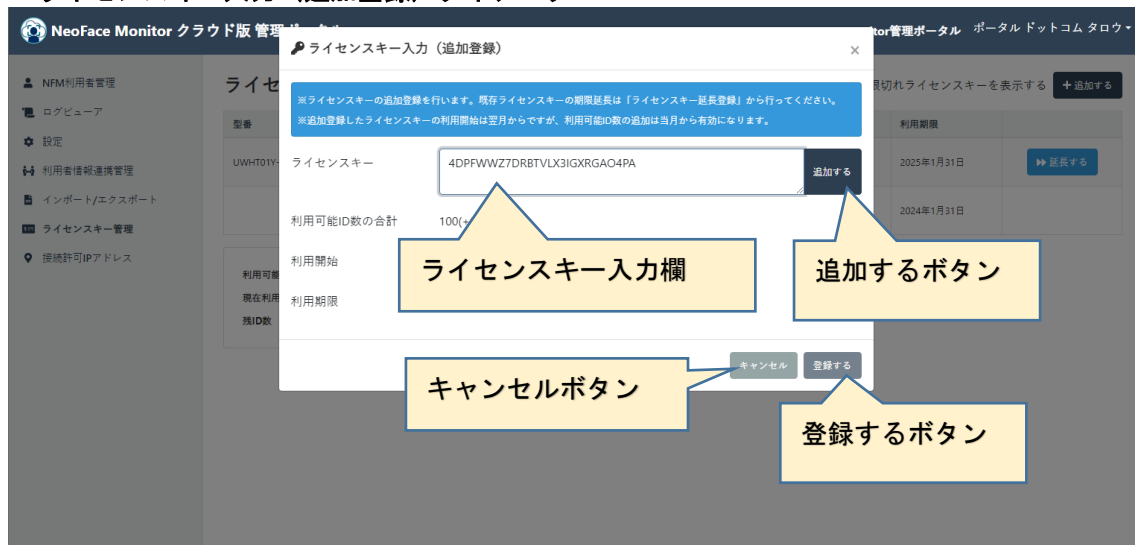 NeoFace Monitor クラウド版 管理
tor管理ポータル ポータル ドットコム タロウ
ライセンスキー入力（追加登録） ×
NFM利用者管理
ログビューア
設定
利用者情報連携管理
インポート/エクスポート
ライセンスキー管理
接続許可IPアドレス
ライセ
限切れライセンスキーを表示する +追加する
※ライセンスキーの追加登録を行います。既存ライセンスキーの期限延長は「ライセンスキー延長登録」から行ってください。
※追加登録したライセンスキーの利用開始は翌月からですが、利用可能ID数の追加は当月から有効になります。
型番 利用期限
UWHT01Y- 2025年1月31日 延長する
2024年1月31日
ライセンスキー 4DPFWWZ7DRBTVLX3IGXRGAO4PA 追加する
利用可能ID数の合計 100(+
利用開始
利用期限
利用可能
現在利用
残ID数
キャンセル 登録する
ライセンスキー入力欄
追加するボタン
キャンセルボタン
登録するボタン